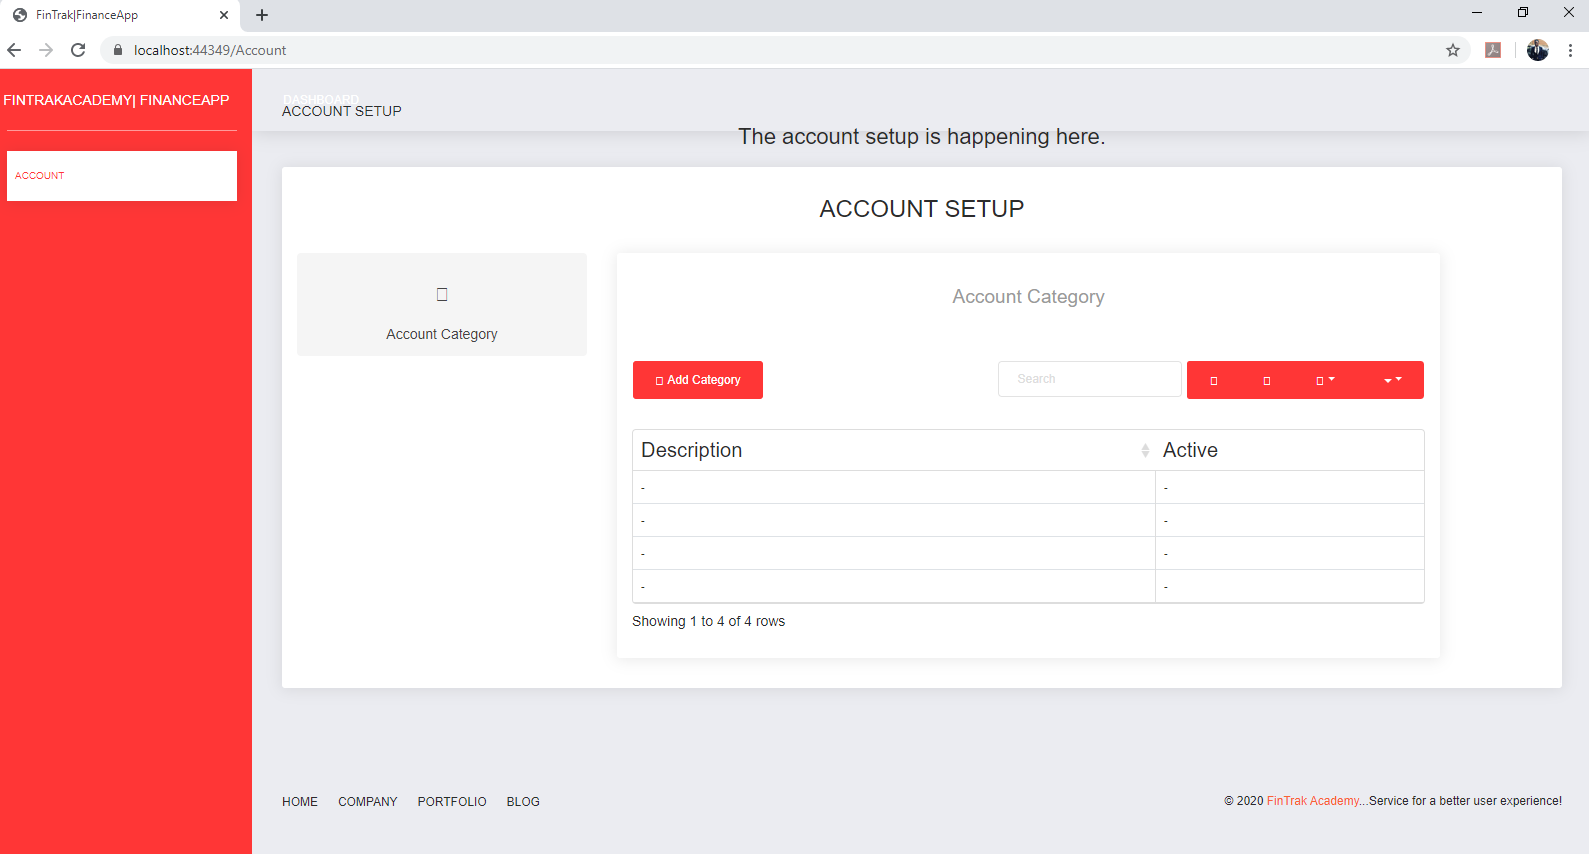 FinTrak|FinanceApp
localhost:44349/Account
FINTRAKACADEMY| FINANCEAPP
DASHBOARD
ACCOUNT SETUP
The account setup is happening here.
ACCOUNT
ACCOUNT SETUP
Account Category
Account Category
Add Category
Search
Description Active
- -
- -
- -
- -
Showing 1 to 4 of 4 rows
HOME COMPANY PORTFOLIO BLOG
© 2020 FinTrak Academy...Service for a better user experience!